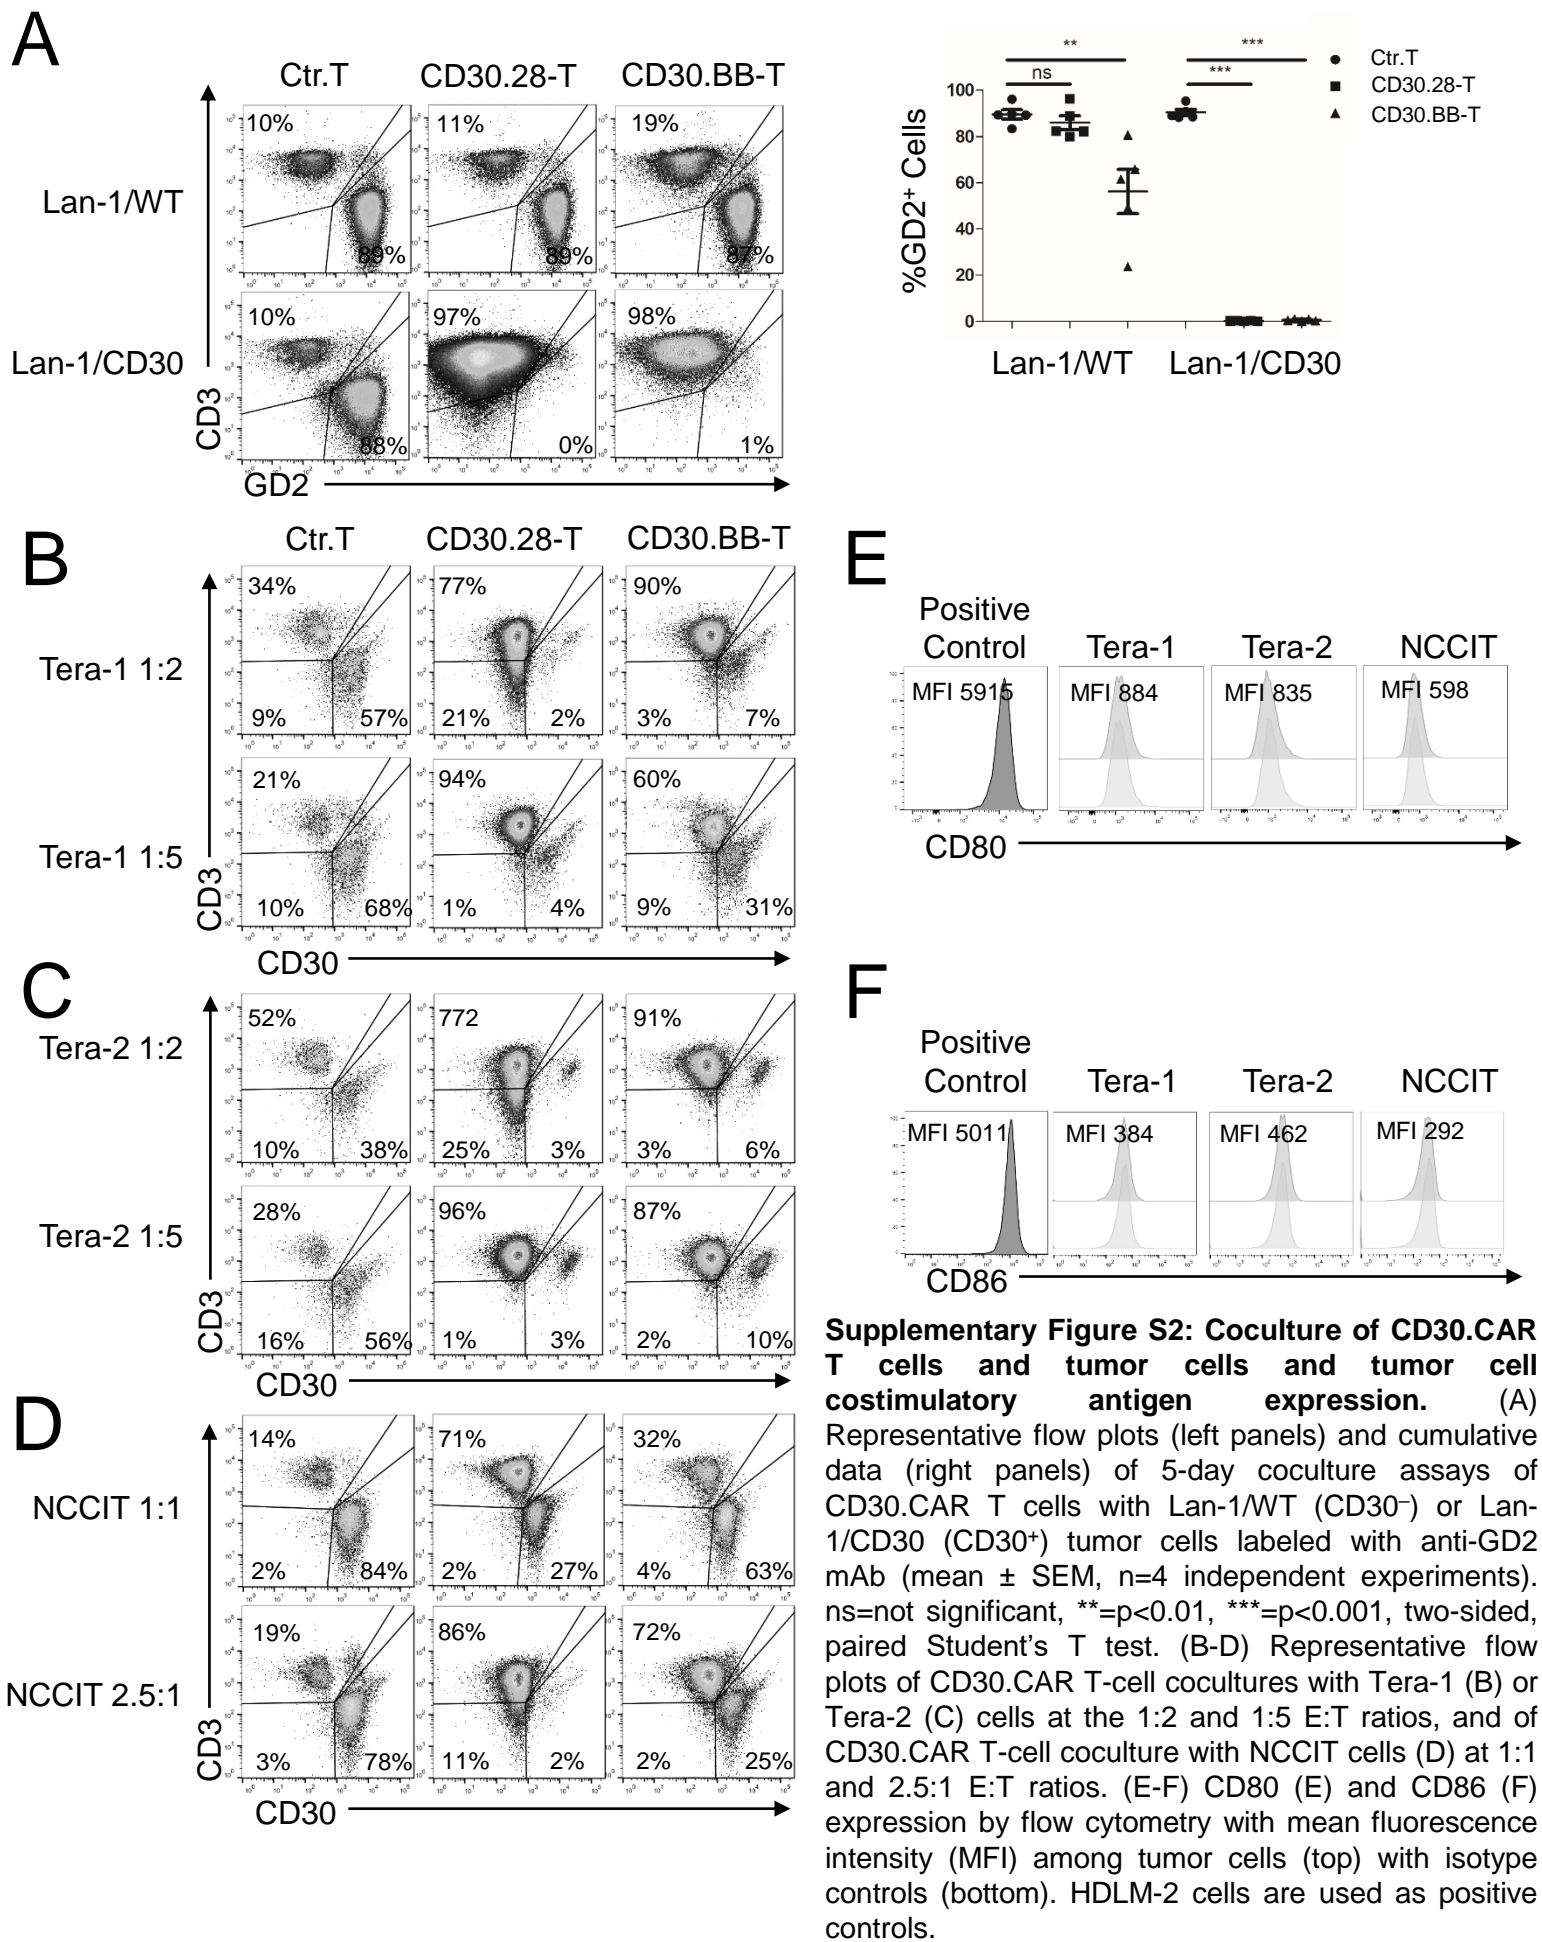 A
Ctr.T CD30.28-T CD30.BB-T
Lan-1/WT
10% 11% 19%
89% 89% 87%
Lan-1/CD30
10% 97% 98%
88% 0% 1%
CD3
GD2
** ***
ns ***
Ctr.T
CD30.28-T
CD30.BB-T
%GD2+ Cells
100
80
60
40
20
0
Lan-1/WT Lan-1/CD30
B
Ctr.T CD30.28-T CD30.BB-T
Tera-1 1:2
34% 77% 90%
9% 57% 21% 2% 3% 7%
Tera-1 1:5
21% 94% 60%
10% 68% 1% 4% 9% 31%
CD3
CD30
C
Tera-2 1:2
52% 772 91%
10% 38% 25% 3% 3% 6%
Tera-2 1:5
28% 96% 87%
16% 56% 1% 3% 2% 10%
CD3
CD30
D
NCCIT 1:1
14% 71% 32%
2% 84% 2% 27% 4% 63%
NCCIT 2.5:1
19% 86% 72%
3% 78% 11% 2% 2% 25%
CD3
CD30
E
Positive
Control Tera-1 Tera-2 NCCIT
MFI 5915 MFI 884 MFI 835 MFI 598
CD80
F
Positive
Control Tera-1 Tera-2 NCCIT
MFI 5011 MFI 384 MFI 462 MFI 292
CD86
Supplementary Figure S2: Coculture of CD30.CAR
T cells and tumor cells and tumor cell
costimulatory antigen expression. (A)
Representative flow plots (left panels) and cumulative
data (right panels) of 5-day coculture assays of
CD30.CAR T cells with Lan-1/WT (CD30–) or Lan-
1/CD30 (CD30+) tumor cells labeled with anti-GD2
mAb (mean ± SEM, n=4 independent experiments).
ns=not significant, **=p<0.01, ***=p<0.001, two-sided,
paired Student’s T test. (B-D) Representative flow
plots of CD30.CAR T-cell cocultures with Tera-1 (B) or
Tera-2 (C) cells at the 1:2 and 1:5 E:T ratios, and of
CD30.CAR T-cell coculture with NCCIT cells (D) at 1:1
and 2.5:1 E:T ratios. (E-F) CD80 (E) and CD86 (F)
expression by flow cytometry with mean fluorescence
intensity (MFI) among tumor cells (top) with isotype
controls (bottom). HDLM-2 cells are used as positive
controls.